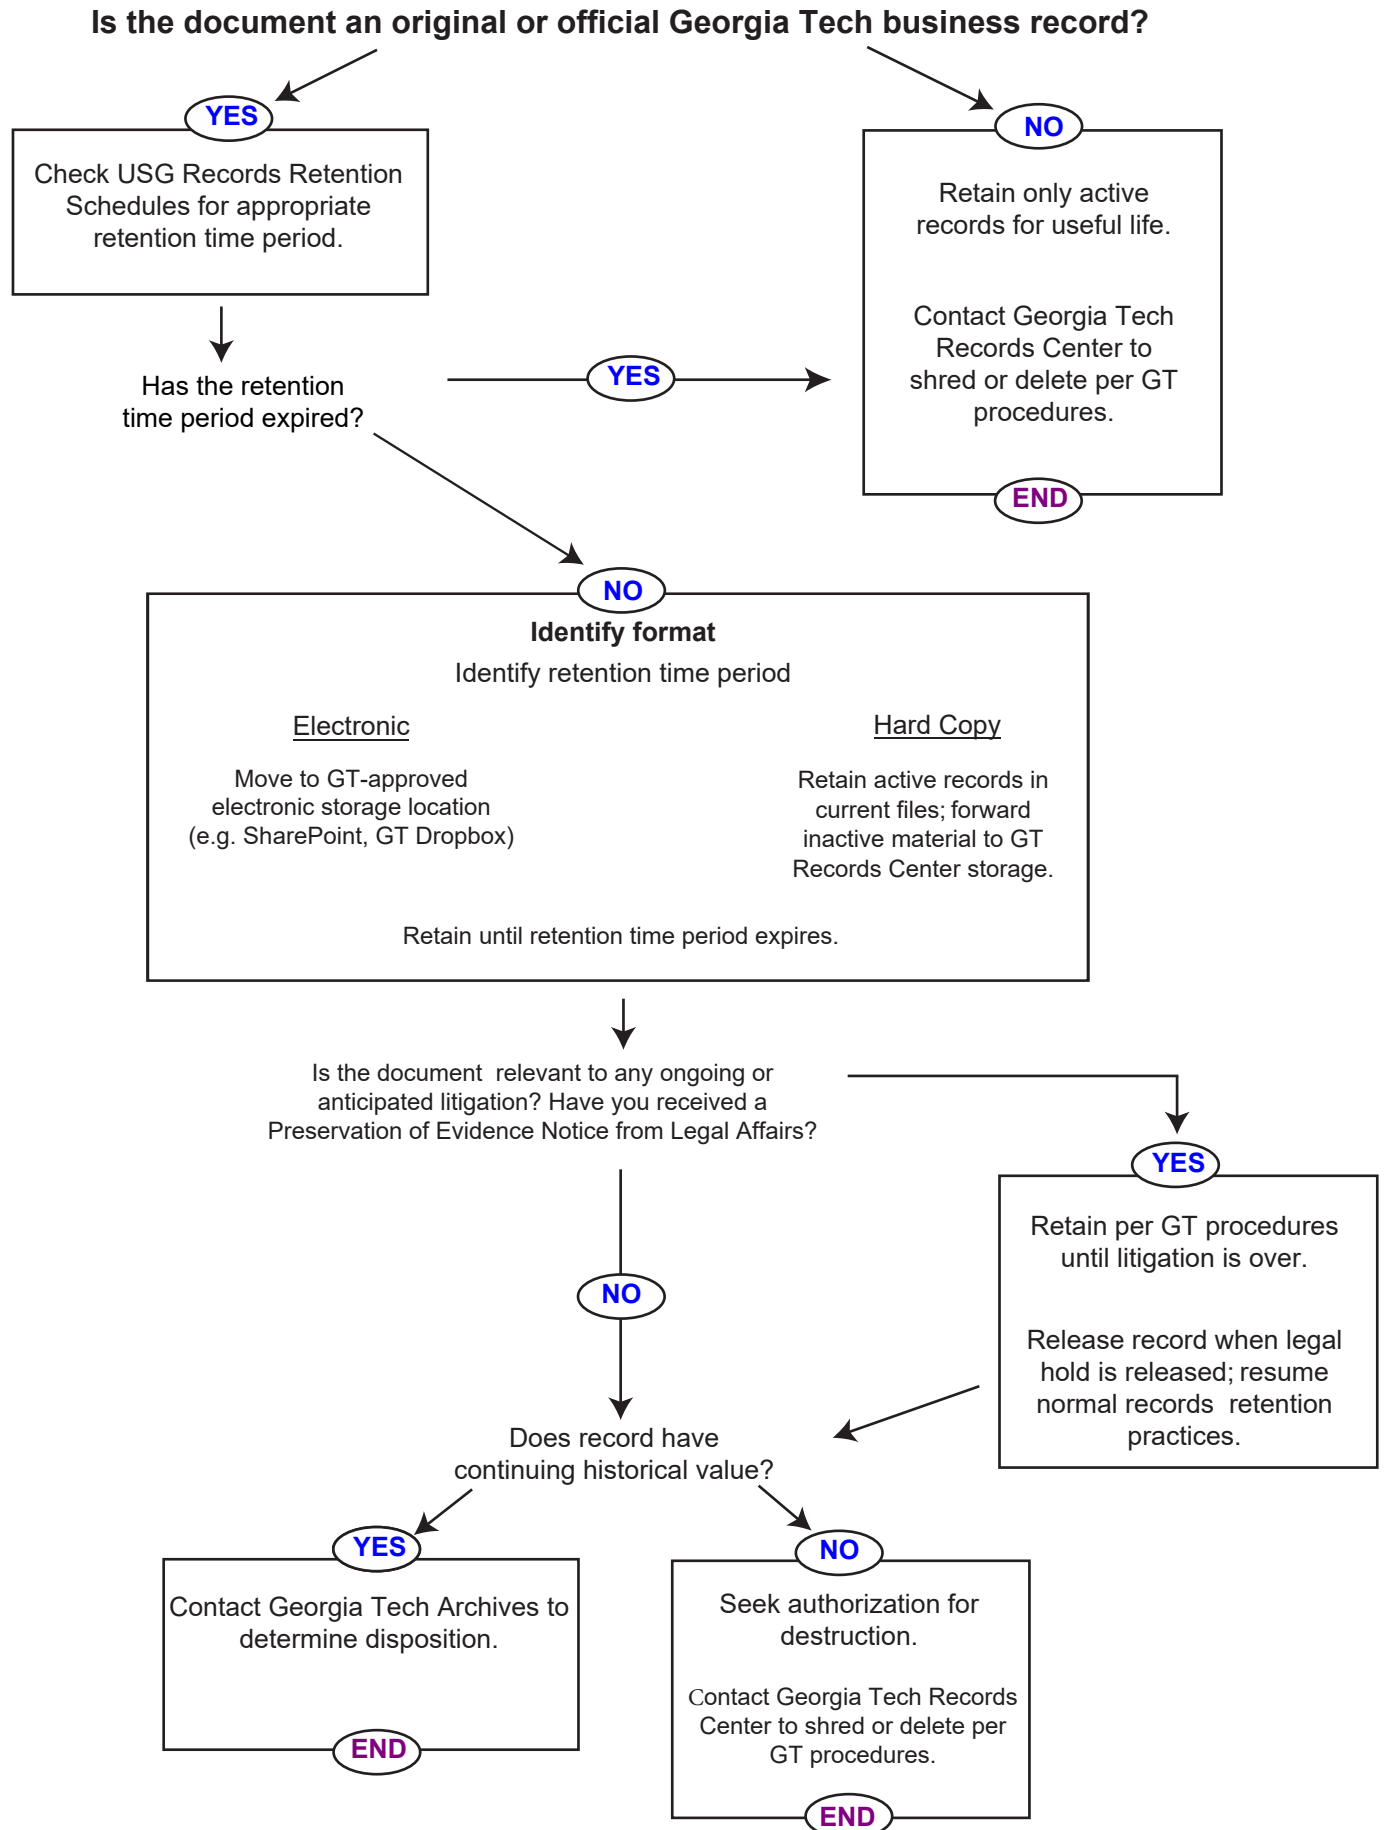 Is the document an original or official Georgia Tech business record?
YES
Check USG Records Retention
Schedules for appropriate
retention time period.
NO
Retain only active
records for useful life.
Contact Georgia Tech
Records Center to
shred or delete per GT
procedures.
END
Has the retention
time period expired?
YES
NO
Identify format
Identify retention time period
Electronic
Move to GT-approved
electronic storage location
(e.g. SharePoint, GT Dropbox)
Hard Copy
Retain active records in
current files; forward
inactive material to GT
Records Center storage.
Retain until retention time period expires.
Is the document relevant to any ongoing or
anticipated litigation? Have you received a
Preservation of Evidence Notice from Legal Affairs?
YES
Retain per GT procedures
until litigation is over.
Release record when legal
hold is released; resume
normal records retention
practices.
NO
Does record have
continuing historical value?
YES
Contact Georgia Tech Archives to
determine disposition.
END
NO
Seek authorization for
destruction.
Contact Georgia Tech Records
Center to shred or delete per
GT procedures.
END